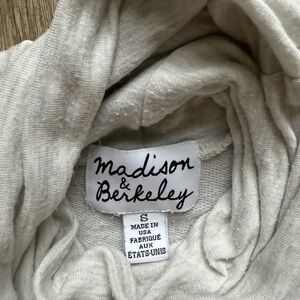 madison
&
Berkeley
S
MADE IN
USA
FABRIQUÉ
AUX
ÉTATS-UNIS